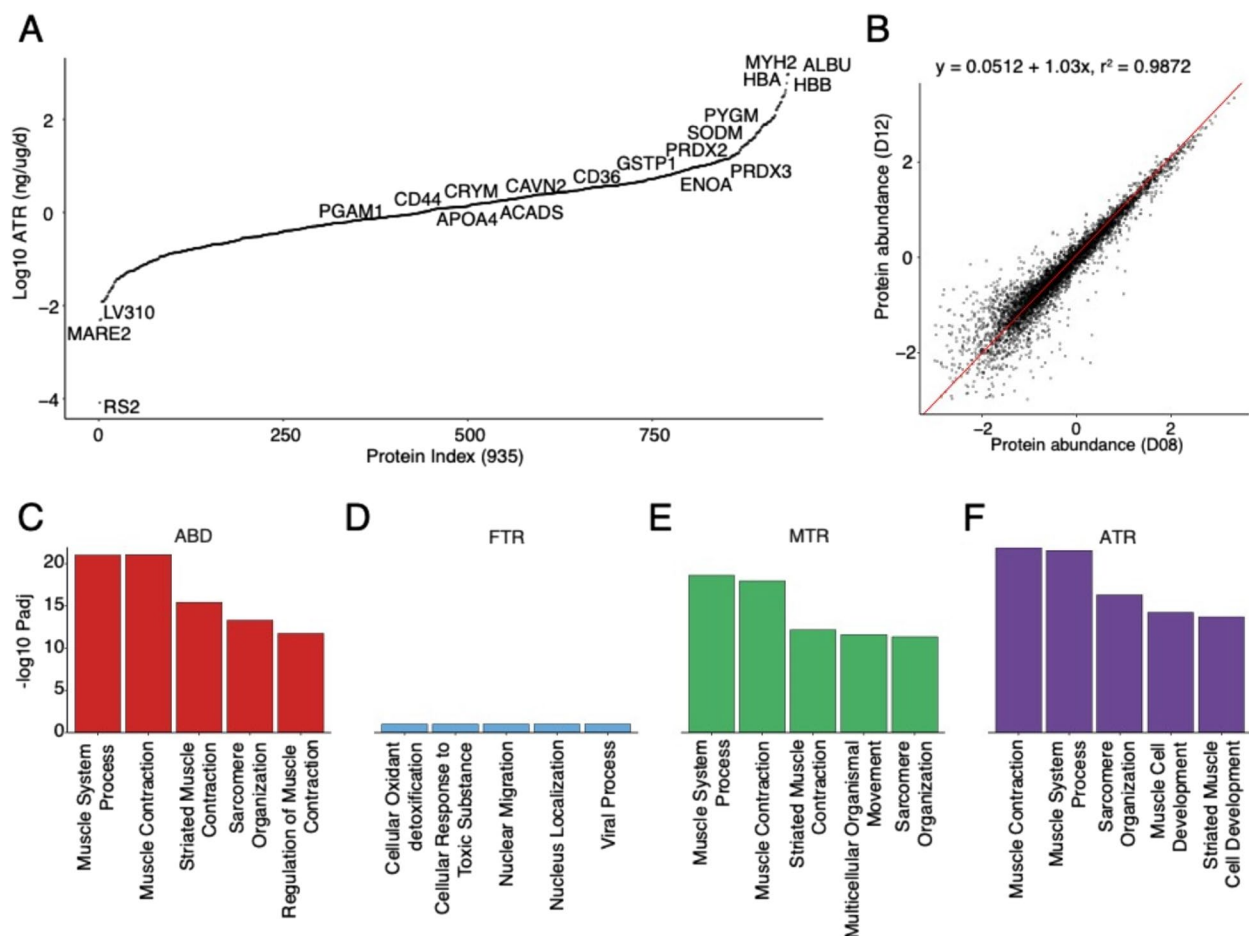 A
Log10 ATR (ng/ug/d)
2
0
−2
−4
MYH2 ALBU
HBA HBB
PYGM
SODM
PRDX2
GSTP1 PRDX3
CD36 ENOA
CRYM CAVN2
CD44
PGAM1
APOA4 ACADS
LV310
MARE2
RS2
0 250 500 750
Protein Index (935)
B
y = 0.0512 + 1.03x, r² = 0.9872
Protein abundance (D12)
2
0
−2
−2 0 2
Protein abundance (D08)
C
ABD
-log10 Padj
20
15
10
5
0
Muscle System
Process
Muscle Contraction
Striated Muscle
Contraction
Sarcomere
Organization
Regulation of Muscle
Contraction
D
FTR
Cellular Oxidant
detoxification
Cellular Response to
Toxic Substance
Nuclear Migration
Nucleus Localization
Viral Process
E
MTR
Muscle System
Process
Muscle Contraction
Striated Muscle
Contraction
Multicellular Organismal
Movement
Sarcomere
Organization
F
ATR
Muscle Contraction
Muscle System
Process
Sarcomere
Organization
Muscle Cell
Development
Striated Muscle
Cell Development